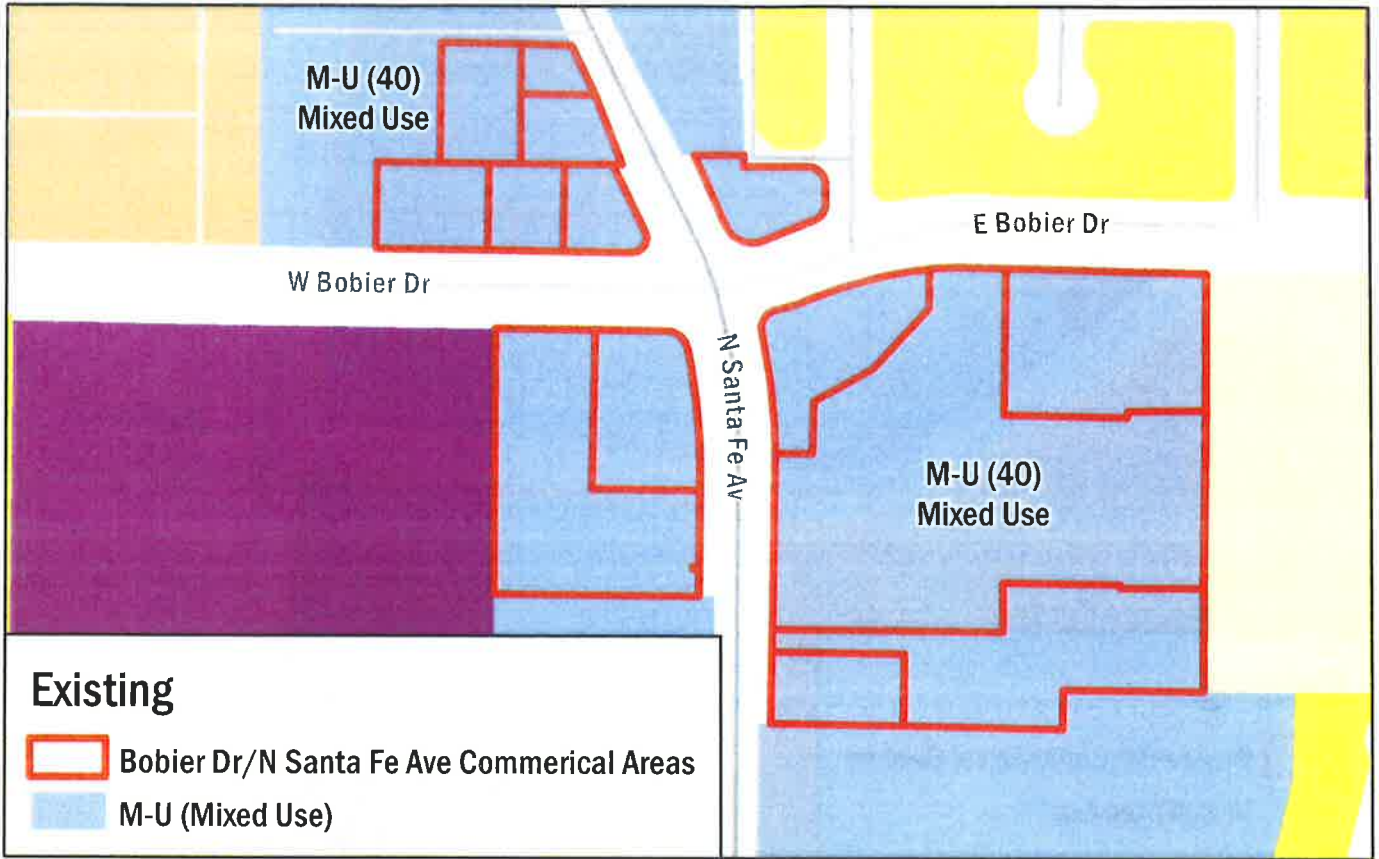 M-U (40)
Mixed Use
E Bobier Dr
W Bobier Dr
N Santa Fe Av
M-U (40)
Mixed Use
Existing
Bobier Dr/N Santa Fe Ave Commerical Areas
M-U (Mixed Use)